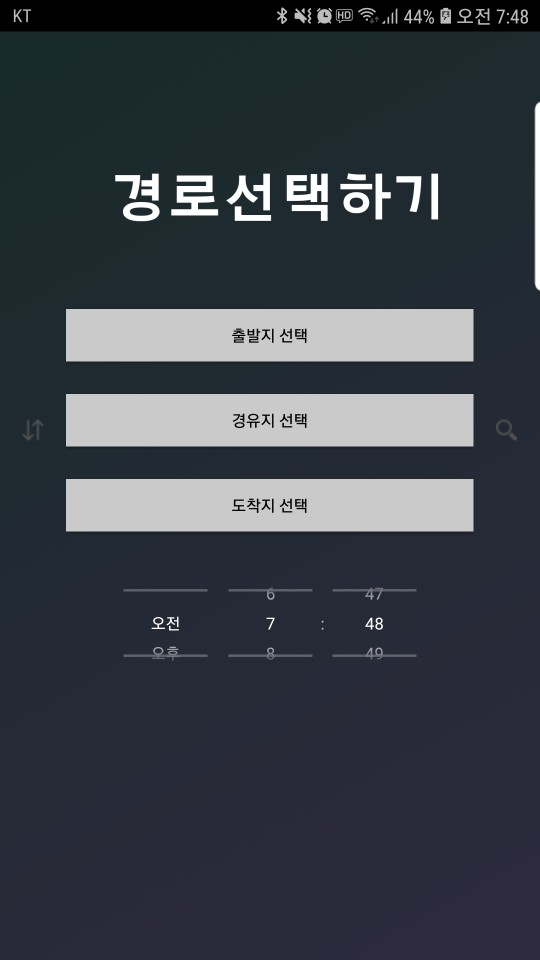 KT HD 44% 오전 7:48
경로선택하기
출발지 선택
경유지 선택
도착지 선택
6 47
오전 7 : 48
오후 8 49